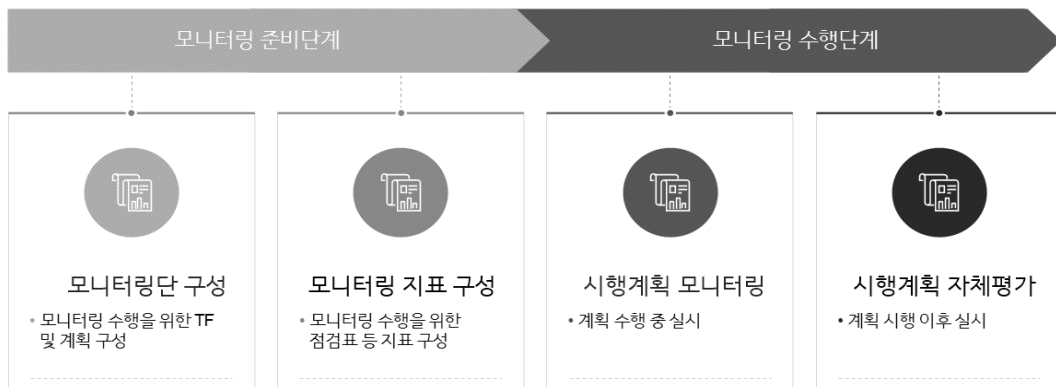 모니터링 준비단계
모니터링 수행단계
모니터링단 구성
• 모니터링 수행을 위한 TF
및 계획 구성
모니터링 지표 구성
• 모니터링 수행을 위한
점검표 등 지표 구성
시행계획 모니터링
• 계획 수행 중 실시
시행계획 자체평가
• 계획 시행 이후 실시